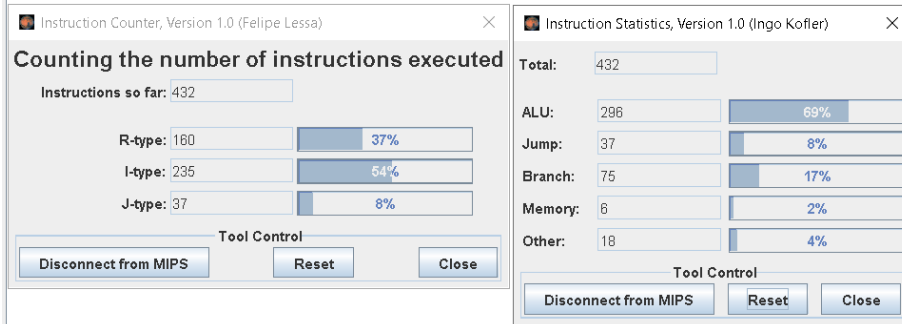 Instruction Counter, Version 1.0 (Felipe Lessa)
Counting the number of instructions executed
Instructions so far: 432
R-type: 160 37%
I-type: 235 54%
J-type: 37 8%
Tool Control
Disconnect from MIPS Reset Close
Instruction Statistics, Version 1.0 (Ingo Kofler)
Total: 432
ALU: 296 69%
Jump: 37 8%
Branch: 75 17%
Memory: 6 2%
Other: 18 4%
Tool Control
Disconnect from MIPS Reset Close